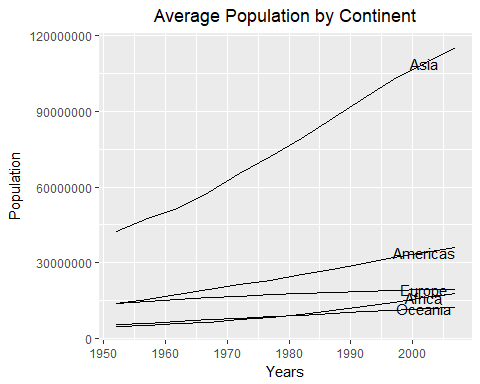 Average Population by Continent
120000000
90000000
60000000
30000000
0
Population
Asia
Americas
Europe
Africa
Oceania
1950 1960 1970 1980 1990 2000
Years